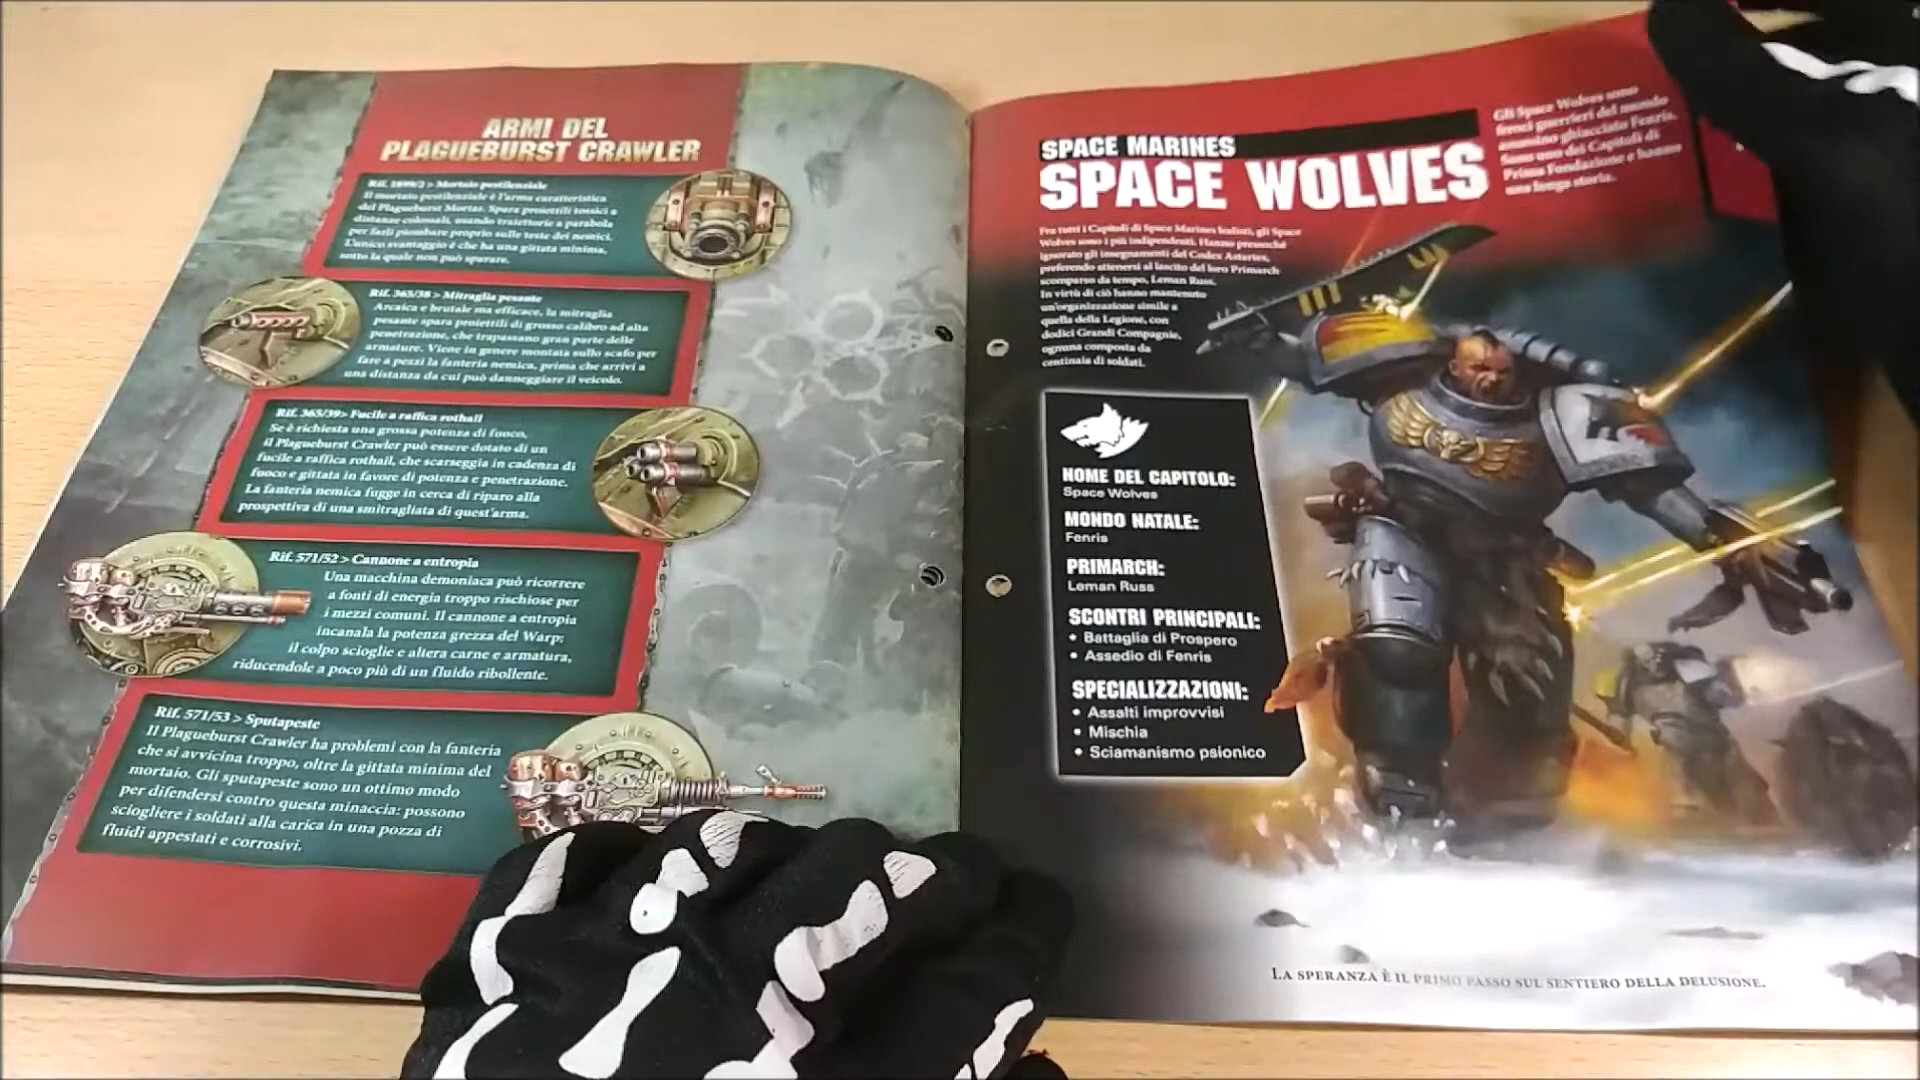 ARMI DEL
PLAGUEBURST CRAWLER
Rif. 1899/2 > Mortaio pestilenziale
Il mortaio pestilenziale è l'arma caratteristica
del Plagueburst Mortar. Spara proiettili tossici a
distanze colossali, usando traiettorie a parabola
per farli piombare proprio sulle teste dei nemici.
L'unico svantaggio è che ha una gittata minima,
sotto la quale non può sparare.
Rif. 365/38 > Mitraglia pesante
Arcaica e brutale ma efficace, la mitraglia
pesante spara proiettili di grosso calibro ad alta
penetrazione, che trapassano gran parte delle
armature. Viene in genere montata sullo scafo per
fare a pezzi la fanteria nemica, prima che arrivi a
una distanza da cui può danneggiare il veicolo.
Rif. 365/39> Fucile a raffica rothail
Se è richiesta una grossa potenza di fuoco,
il Plagueburst Crawler può essere dotato di un
fucile a raffica rothail, che scarseggia in cadenza di
fuoco e gittata in favore di potenza e penetrazione.
La fanteria nemica fugge in cerca di riparo alla
prospettiva di una smitragliata di quest'arma.
Rif. 571/52 > Cannone a entropia
Una macchina demoniaca può ricorrere
a fonti di energia troppo rischiose per
i mezzi comuni. Il cannone a entropia
incanala la potenza grezza del Warp:
il colpo scioglie e altera carne e armatura,
riducendole a poco più di un fluido ribollente.
Rif. 571/53 > Sputapeste
Il Plagueburst Crawler ha problemi con la fanteria
che si avvicina troppo, oltre la gittata minima del
mortaio. Gli sputapeste sono un ottimo modo
per difendersi contro questa minaccia: possono
sciogliere i soldati alla carica in una pozza di
fluidi appestati e corrosivi.
SPACE MARINES
SPACE WOLVES
Gli Space Wolves sono
feroci guerrieri del mondo
assassino ghiacciato Fenris.
Sono uno dei Capitoli di
Prima Fondazione e hanno
una lunga storia.
Fra tutti i Capitoli di Space Marines lealisti, gli Space
Wolves sono i più indipendenti. Hanno pressoché
ignorato gli insegnamenti del Codex Astartes,
preferendo attenersi al lascito del loro Primarch
scomparso da tempo, Leman Russ.
In virtù di ciò hanno mantenuto
un'organizzazione simile a
quella della Legione, con
dodici Grandi Compagnie,
ognuna composta da
centinaia di soldati.
NOME DEL CAPITOLO:
Space Wolves
MONDO NATALE:
Fenris
PRIMARCH:
Leman Russ
SCONTRI PRINCIPALI:
• Battaglia di Prospero
• Assedio di Fenris
SPECIALIZZAZIONI:
• Assalti improvvisi
• Mischia
• Sciamanismo psionico
LA SPERANZA È IL PRIMO PASSO SUL SENTIERO DELLA DELUSIONE.